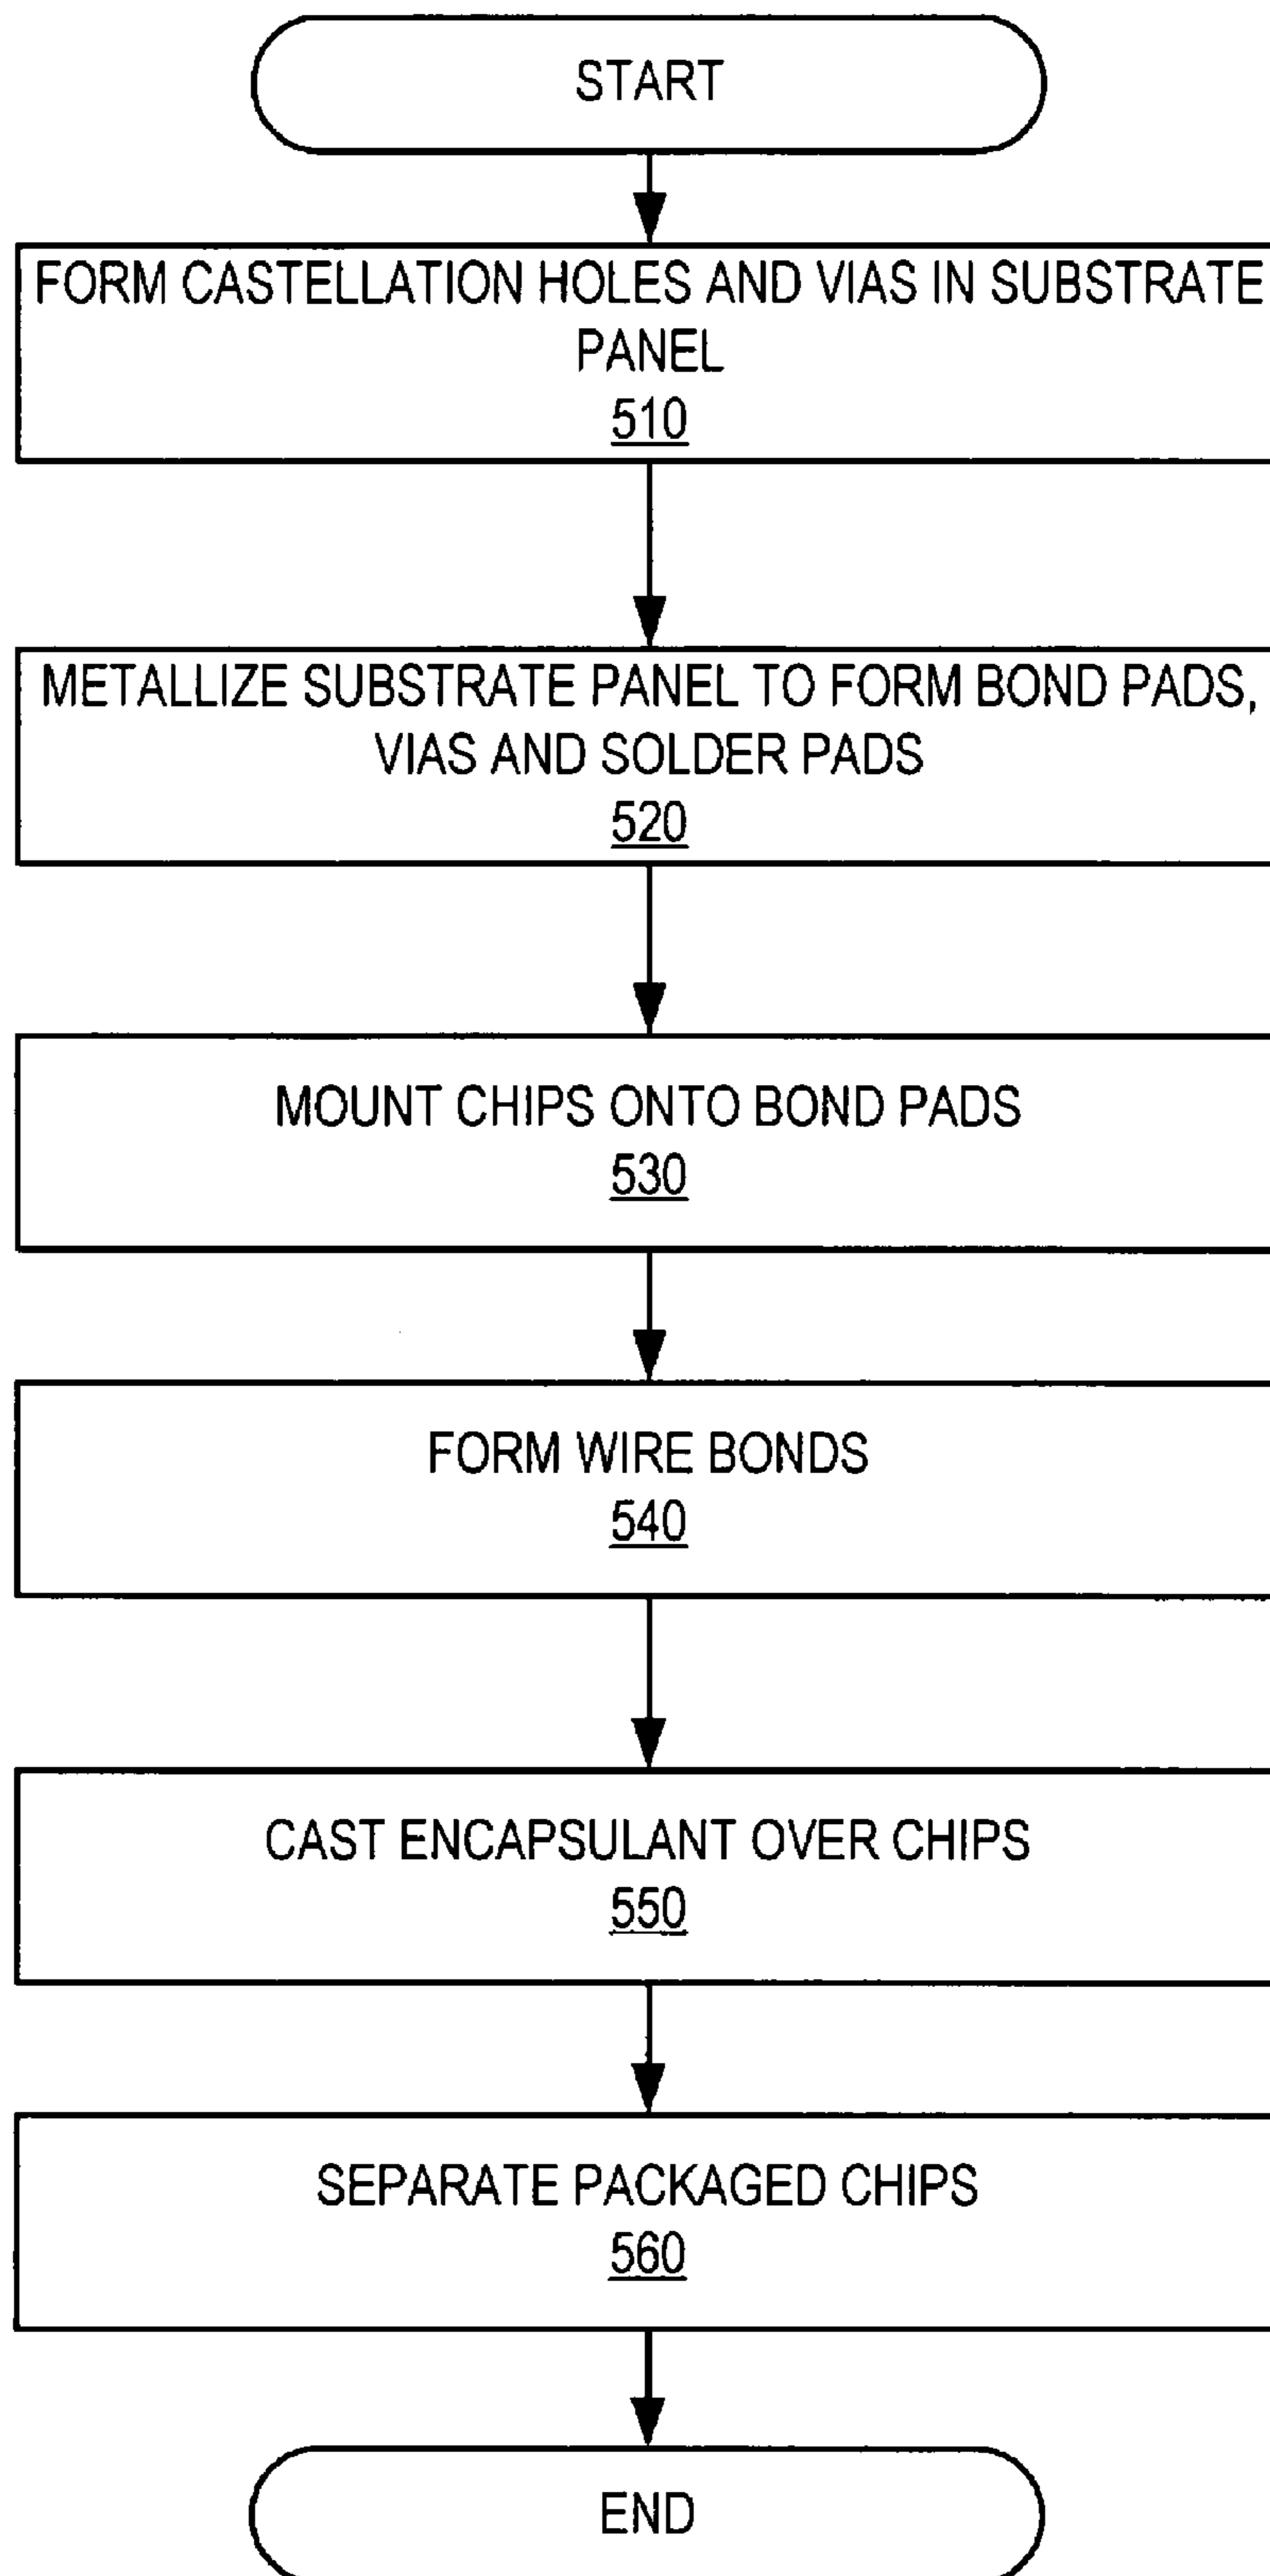 START
FORM CASTELLATION HOLES AND VIAS IN SUBSTRATE
PANEL
510
METALLIZE SUBSTRATE PANEL TO FORM BOND PADS,
VIAS AND SOLDER PADS
520
MOUNT CHIPS ONTO BOND PADS
530
FORM WIRE BONDS
540
CAST ENCAPSULANT OVER CHIPS
550
SEPARATE PACKAGED CHIPS
560
END